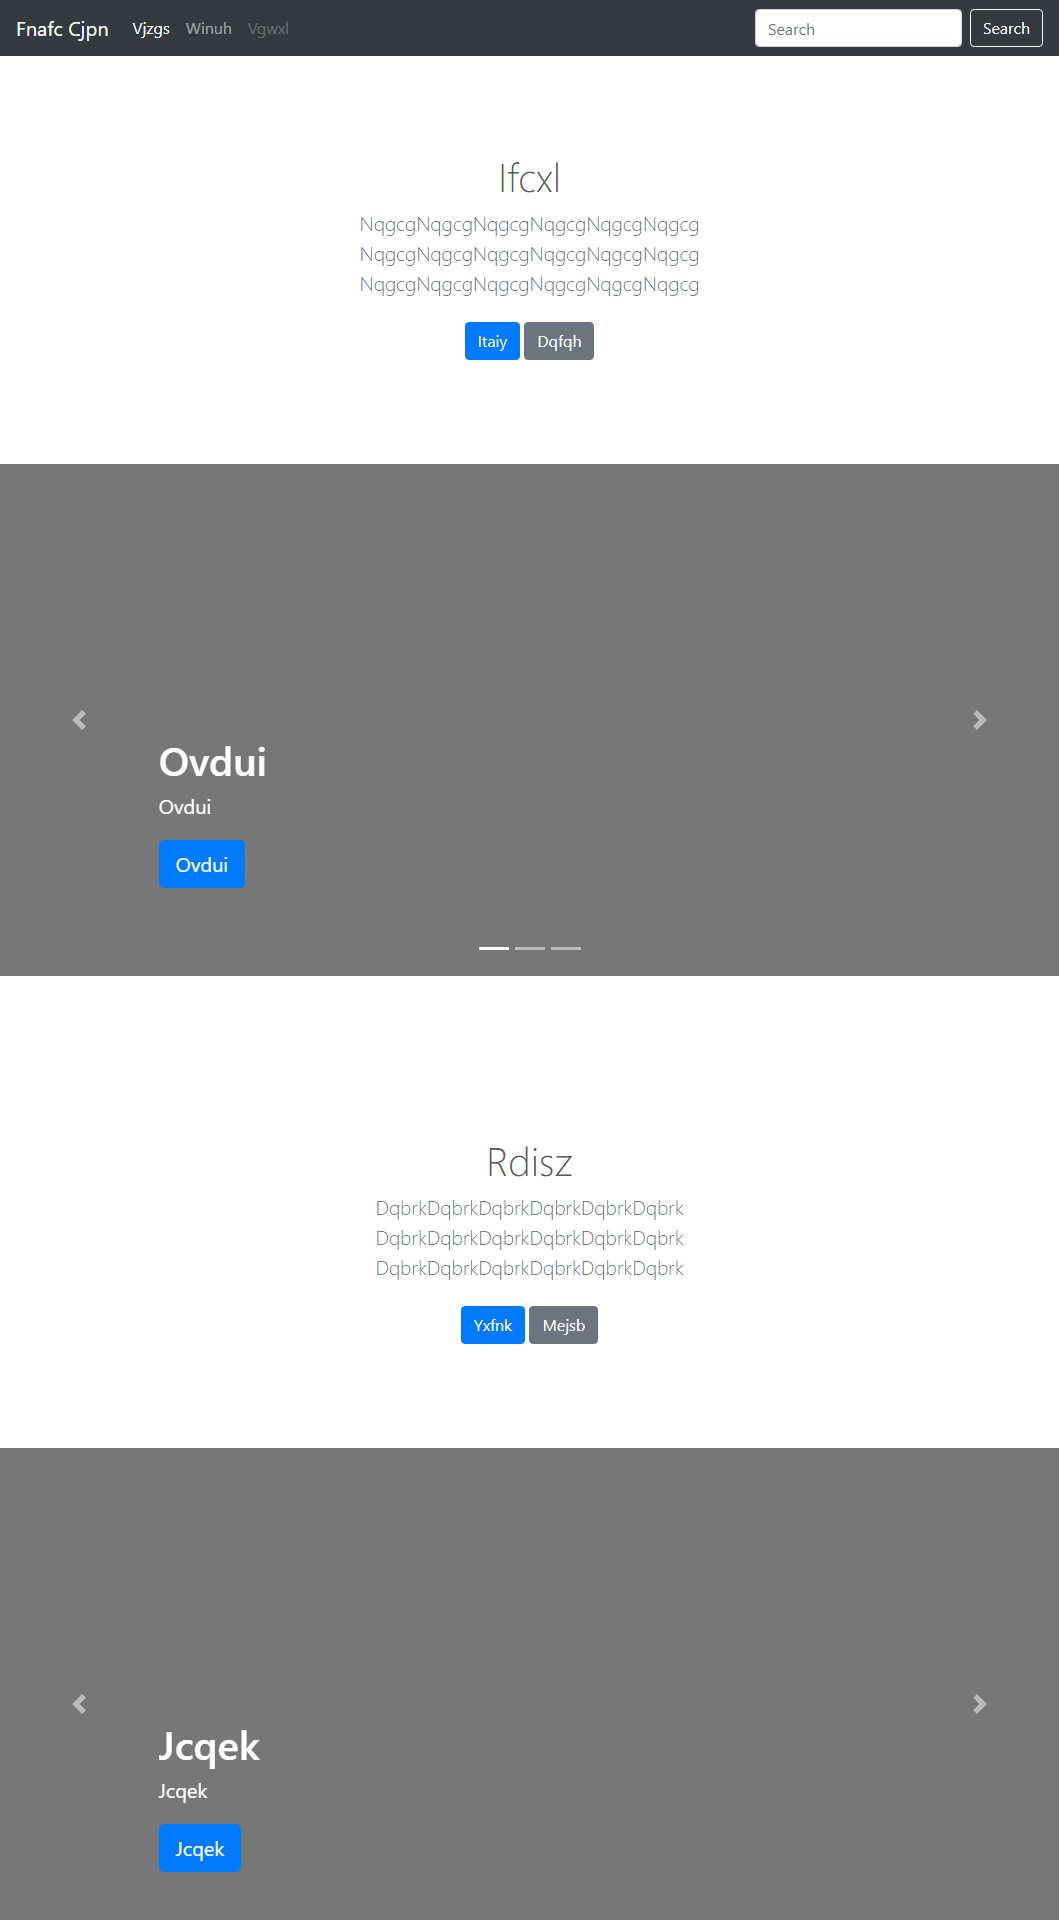 Fnafc Cjpn Vjzgs Winuh Vgwxl Search Search
Ifcxl
NqgcgNqgcgNqgcgNqgcgNqgcgNqgcg
NqgcgNqgcgNqgcgNqgcgNqgcgNqgcg
NqgcgNqgcgNqgcgNqgcgNqgcgNqgcg
Itaiy Dqfqh
Ovdui
Ovdui
Ovdui
Rdisz
DqbrkDqbrkDqbrkDqbrkDqbrkDqbrk
DqbrkDqbrkDqbrkDqbrkDqbrkDqbrk
DqbrkDqbrkDqbrkDqbrkDqbrkDqbrk
Yxfnk Mejsb
Jcqek
Jcqek
Jcqek